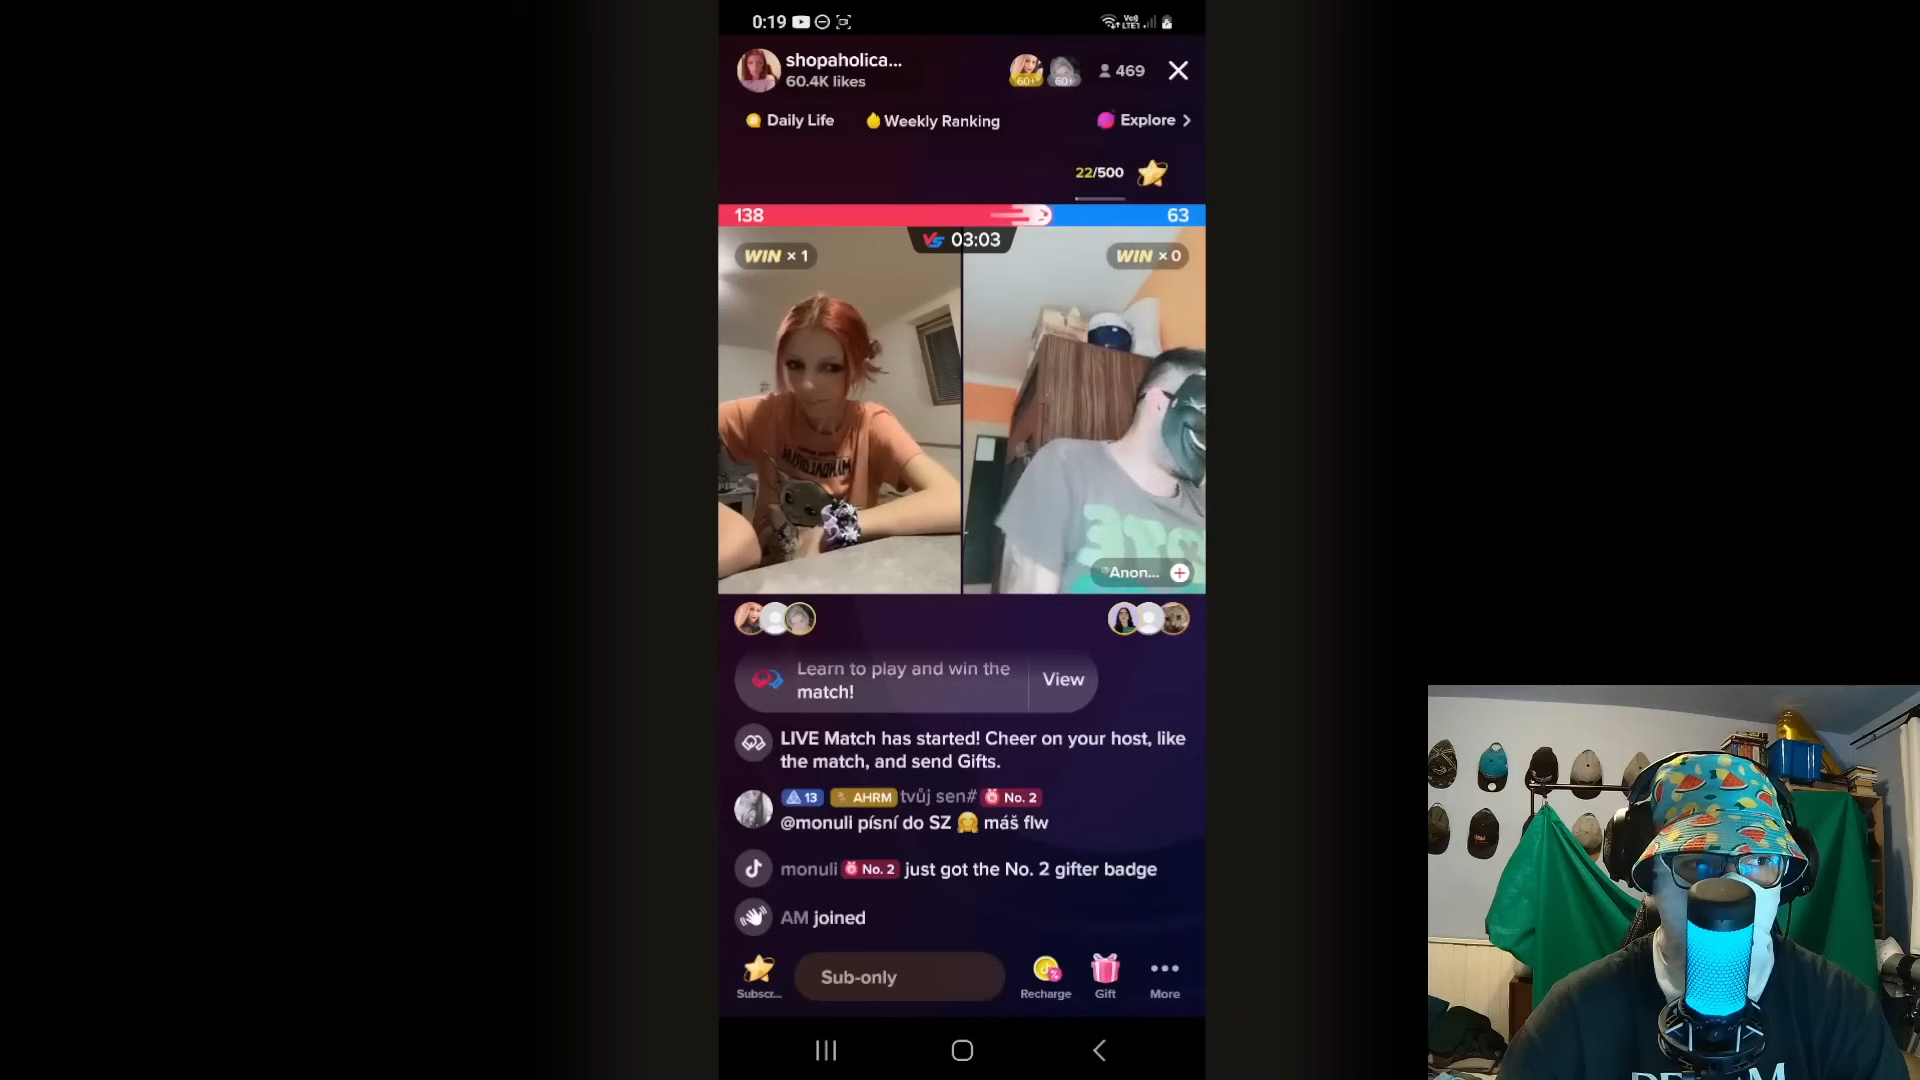 0:19
shopaholica...
60.4K likes
60+
60+
469
Daily Life
Weekly Ranking
Explore
22/500
138
63
VS 03:03
WIN × 1
WIN × 0
Anon...
Learn to play and win the
match!
View
LIVE Match has started! Cheer on your host, like
the match, and send Gifts.
13 AHRM tvůj sen# No. 2
@monuli písní do SZ 🤗 máš flw
monuli No. 2 just got the No. 2 gifter badge
AM joined
Subscr...
Sub-only
Recharge
Gift
More